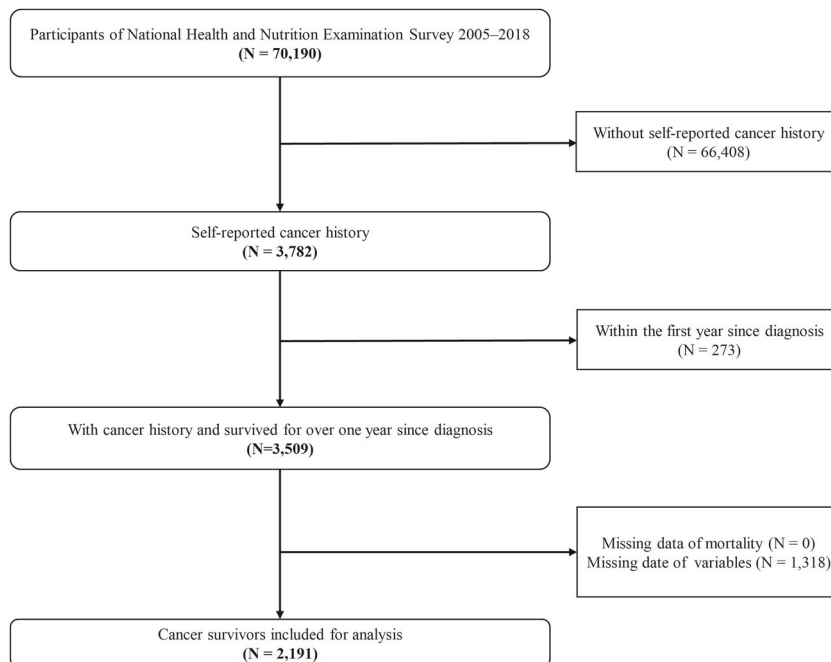 Participants of National Health and Nutrition Examination Survey 2005–2018
(N = 70,190)
Without self-reported cancer history
(N = 66,408)
Self-reported cancer history
(N = 3,782)
Within the first year since diagnosis
(N = 273)
With cancer history and survived for over one year since diagnosis
(N=3,509)
Missing data of mortality (N = 0)
Missing date of variables (N = 1,318)
Cancer survivors included for analysis
(N = 2,191)